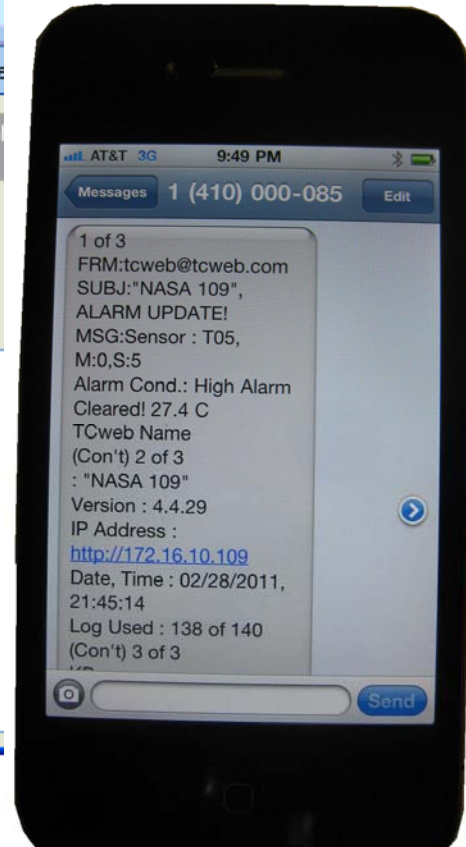 AT&T 3G 9:49 PM
Messages 1 (410) 000-085 Edit
1 of 3
FRM:tcweb@tcweb.com
SUBJ:"NASA 109",
ALARM UPDATE!
MSG:Sensor : T05,
M:0,S:5
Alarm Cond.: High Alarm
Cleared! 27.4 C
TCweb Name
(Con't) 2 of 3
: "NASA 109"
Version : 4.4.29
IP Address :
http://172.16.10.109
Date, Time : 02/28/2011,
21:45:14
Log Used : 138 of 140
(Con't) 3 of 3
Send